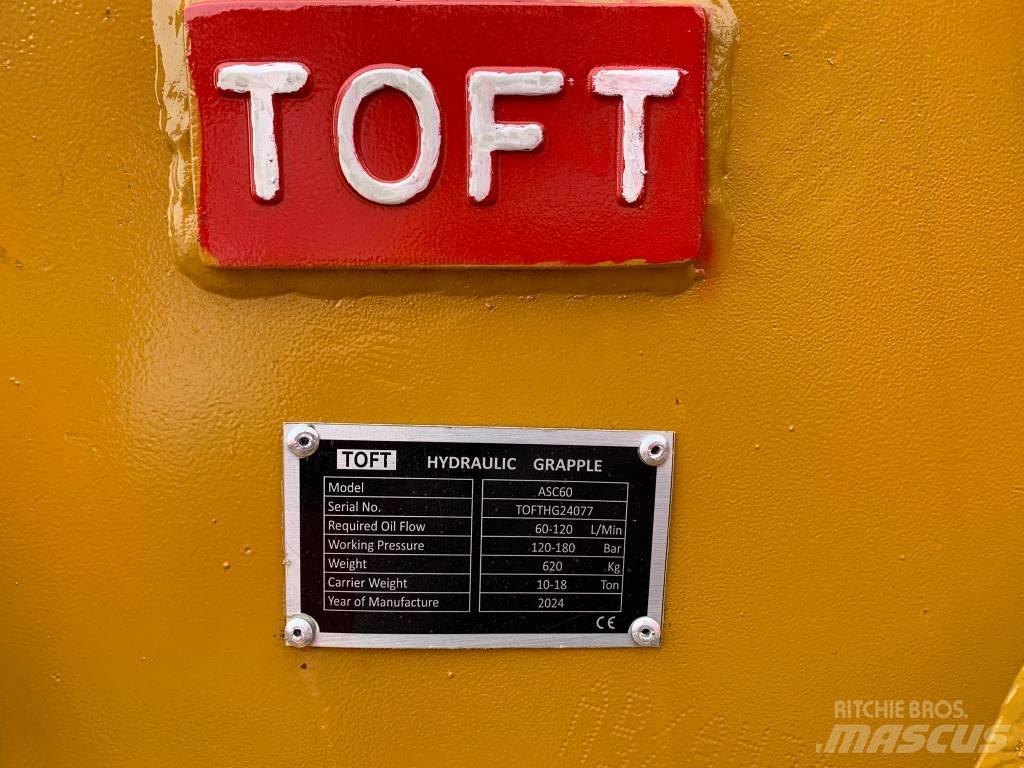 TOFT
TOFT HYDRAULIC GRAPPLE
Model ASC60
Serial No. TOFTHG24077
Required Oil Flow 60-120 L/Min
Working Pressure 120-180 Bar
Weight 620 Kg
Carrier Weight 10-18 Ton
Year of Manufacture 2024
CE
RITCHIE BROS.
MASCUS